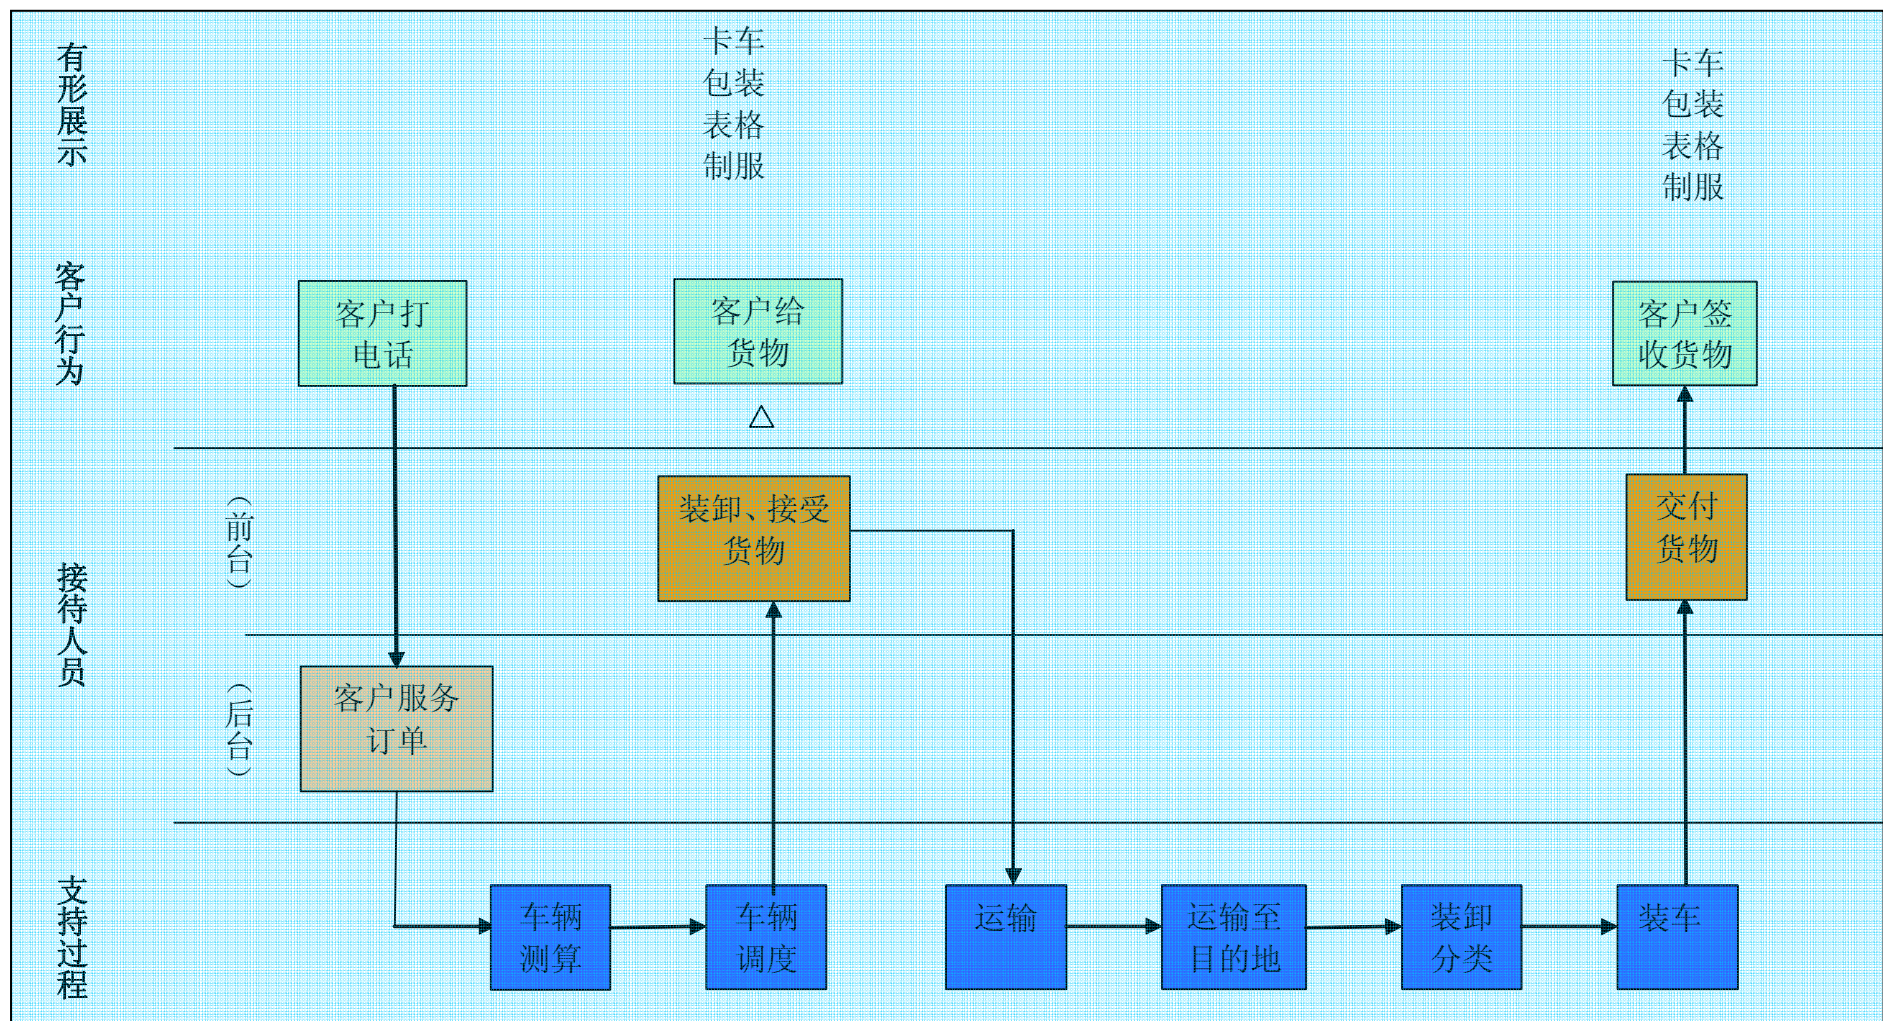 有形展示
卡车
包装
表格
制服
卡车
包装
表格
制服
客户行为
客户打
电话
客户给
货物
客户签
收货物
接待人员
（前台）
装卸、接受
货物
交付
货物
（后台）
客户服务
订单
支持过程
车辆
测算
车辆
调度
运输
运输至
目的地
装卸
分类
装车